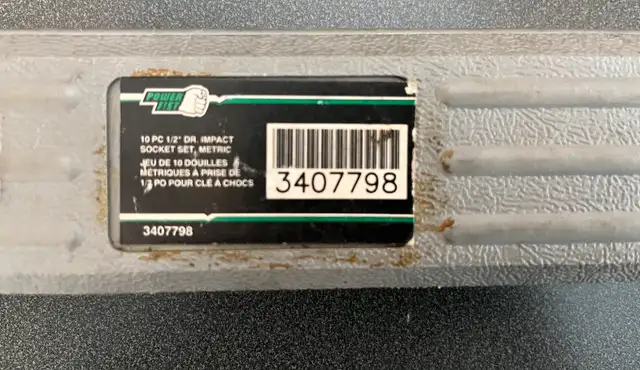 POWER
FIST
10 PC 1/2" DR. IMPACT
SOCKET SET, METRIC
JEU DE 10 DOUILLES
MÉTRIQUES À PRISE DE
1/2 PO POUR CLÉ À CHOCS
3407798
3407798